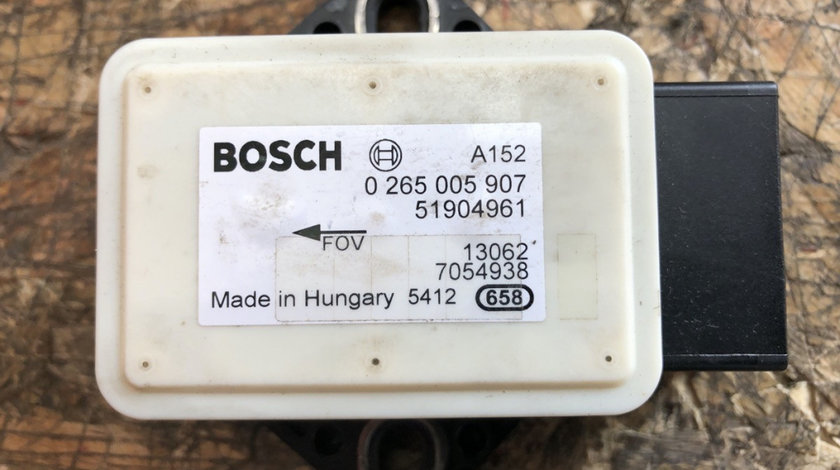 BOSCH A152
0 265 005 907
51904961
FOV
13062
7054938
Made in Hungary 5412 658